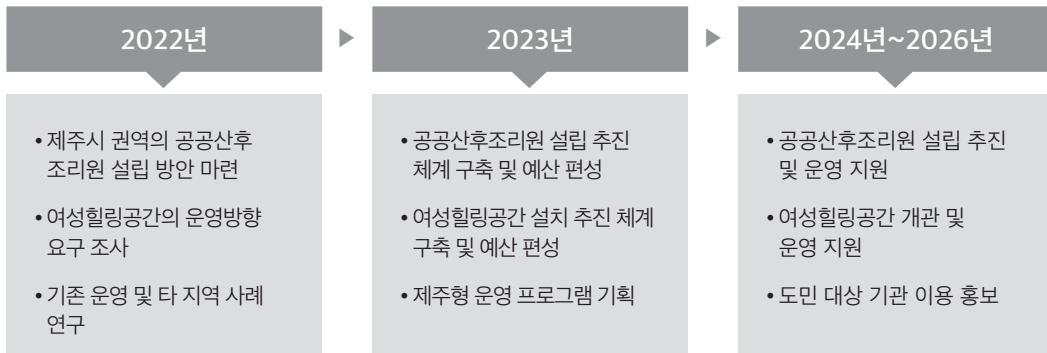 2022년
• 제주시 권역의 공공산후
조리원 설립 방안 마련
• 여성힐링공간의 운영방향
요구 조사
• 기존 운영 및 타 지역 사례
연구
2023년
• 공공산후조리원 설립 추진
체계 구축 및 예산 편성
• 여성힐링공간 설치 추진 체계
구축 및 예산 편성
• 제주형 운영 프로그램 기획
2024년~2026년
• 공공산후조리원 설립 추진
및 운영 지원
• 여성힐링공간 개관 및
운영 지원
• 도민 대상 기관 이용 홍보